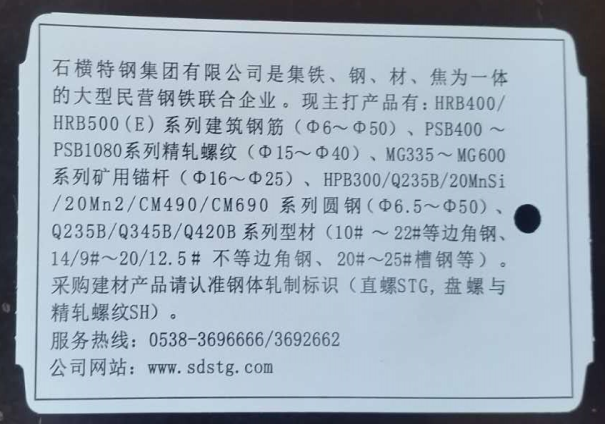 石横特钢集团有限公司是集铁、钢、材、焦为一体
的大型民营钢铁联合企业。现主打产品有:HRB400/
HRB500(E)系列建筑钢筋(Φ6～Φ50)、PSB400～
PSB1080系列精轧螺纹(Φ15～Φ40)、MG335～MG600
系列矿用锚杆(Φ16～Φ25)、HPB300/Q235B/20MnSi
/20Mn2/CM490/CM690 系列圆钢(Φ6.5～Φ50)、
Q235B/Q345B/Q420B 系列型材(10# ～22#等边角钢、
14/9#～20/12.5# 不等边角钢、20#～25#槽钢等)。
采购建材产品请认准钢体轧制标识(直螺STG,盘螺与
精轧螺纹SH)。
服务热线: 0538-3696666/3692662
公司网站: www.sdstg.com